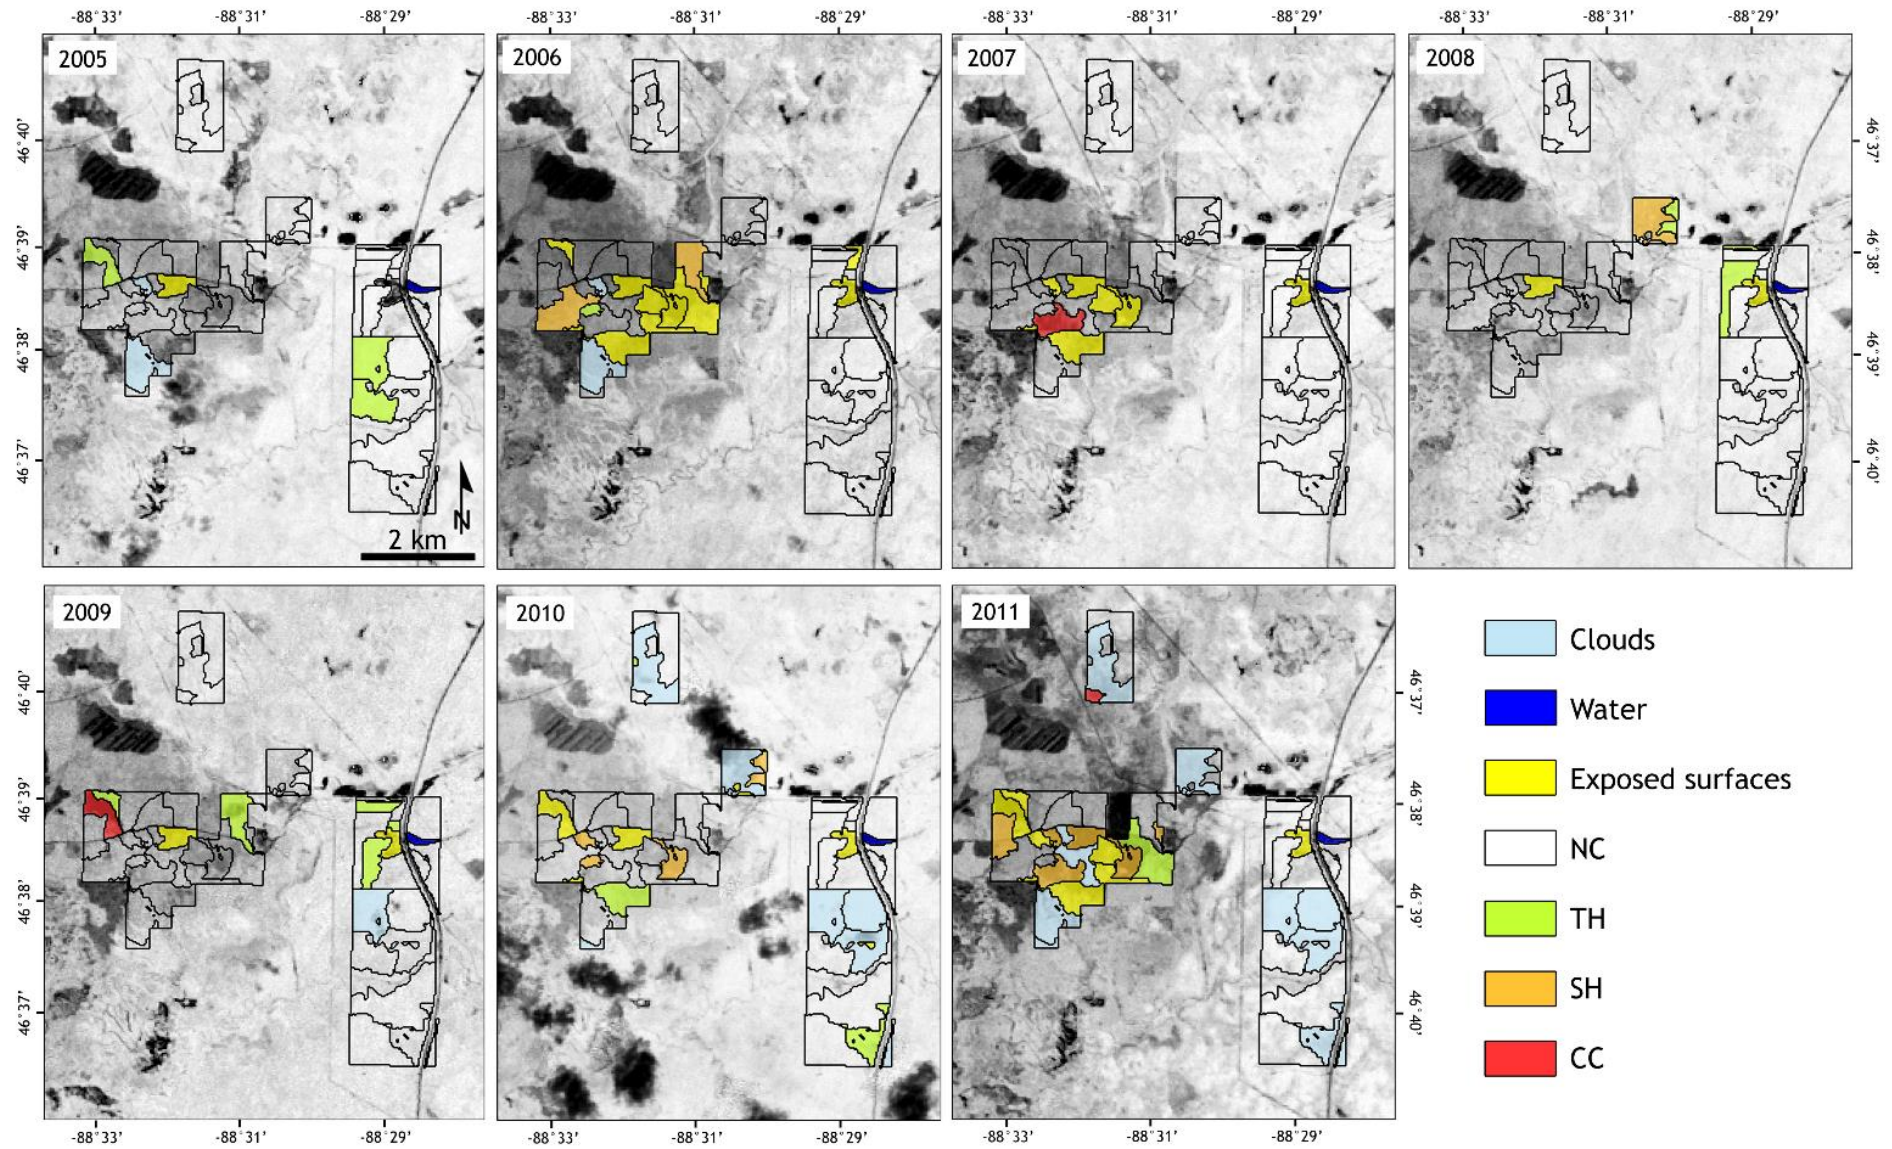 -88°33' -88°31' -88°29' -88°33' -88°31' -88°29' -88°33' -88°31' -88°29' -88°33' -88°31' -88°29'
2005 2006 2007 2008
46°40' 46°37'
46°39' 46°38'
46°38' 46°39'
46°37' 46°40'
N
2 km
2009 2010 2011
46°40' 46°37'
46°39' 46°38'
46°38' 46°39'
46°37' 46°40'
-88°33' -88°31' -88°29' -88°33' -88°31' -88°29' -88°33' -88°31' -88°29'
Clouds
Water
Exposed surfaces
NC
TH
SH
CC